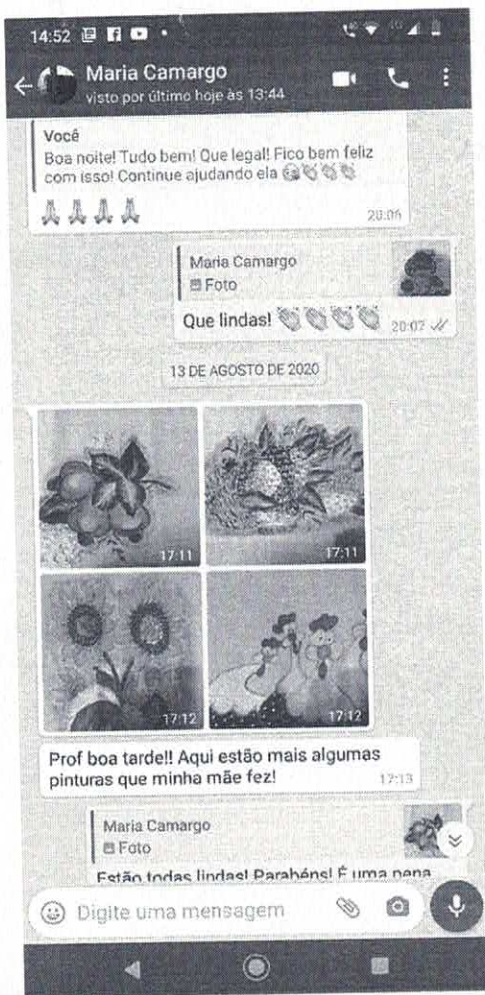 14:52
Maria Camargo
visto por último hoje às 13:44
Você
Boa noite! Tudo bem! Que legal! Fico bem feliz
com isso! Continue ajudando ela
20:06
Maria Camargo
Foto
Que lindas!
20:07
13 DE AGOSTO DE 2020
17:11
17:11
17:12
17:12
Prof boa tarde!! Aqui estão mais algumas
pinturas que minha mãe fez!
17:13
Maria Camargo
Foto
Estão todas lindas! Parabéns! É uma pena
Digite uma mensagem